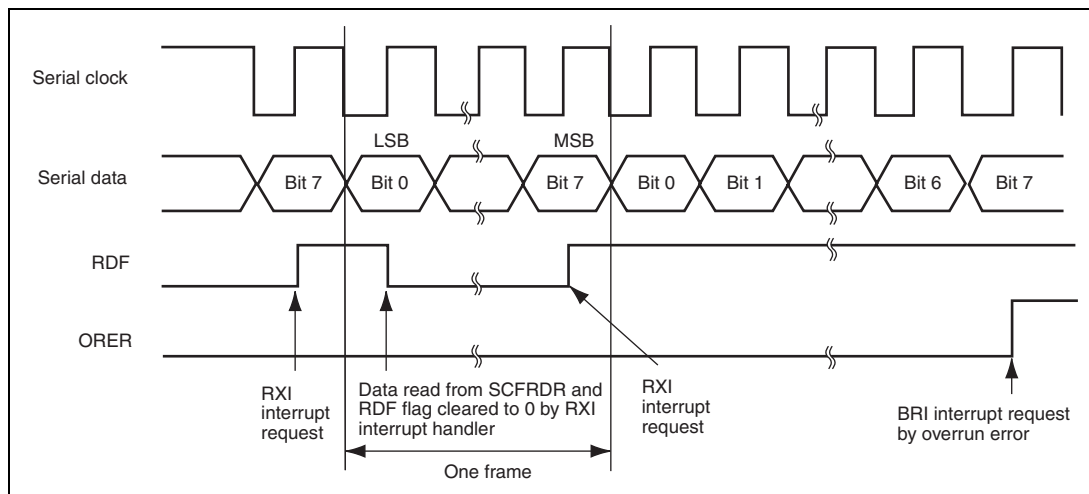 Serial clock
LSB
MSB
Serial data
Bit 7
Bit 0
Bit 7
Bit 0
Bit 1
Bit 6
Bit 7
RDF
ORER
RXI
interrupt
request
Data read from SCFRDR and
RDF flag cleared to 0 by RXI
interrupt handler
RXI
interrupt
request
BRI interrupt request
by overrun error
One frame